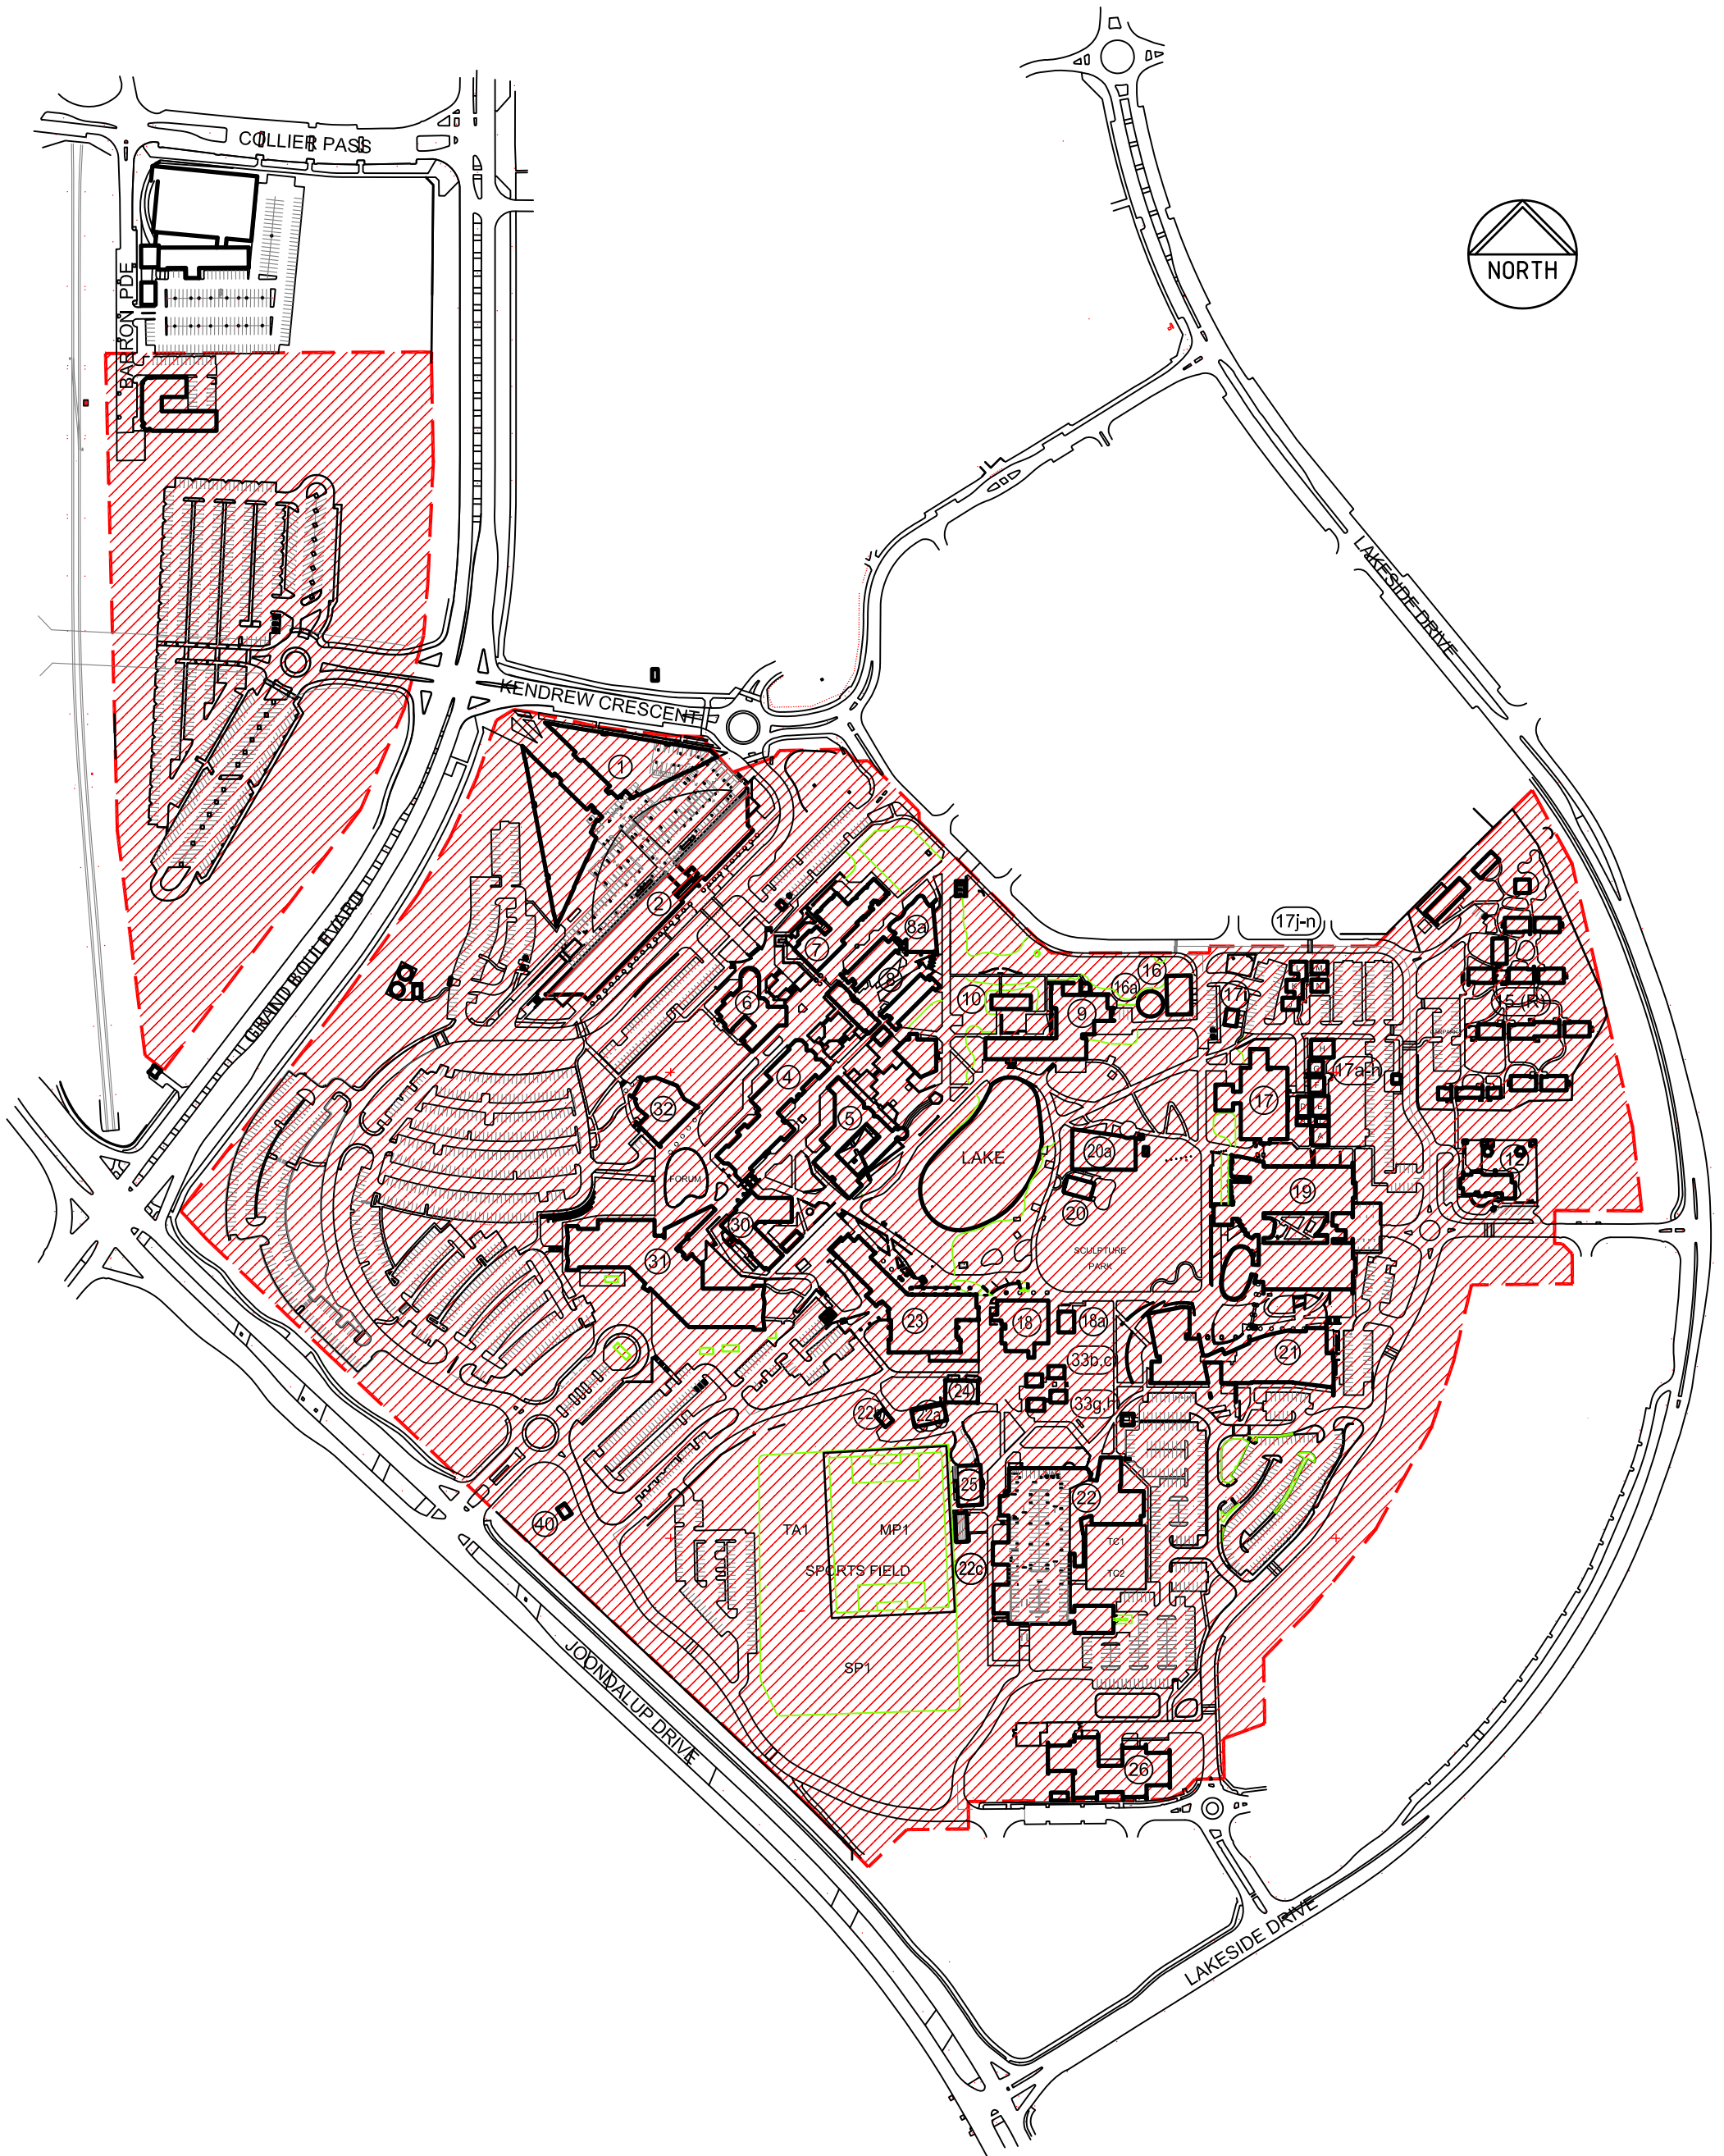 COLLIER PASS
NORTH
BARRON PDE
LAKESIDE DRIVE
KENDREW CRESCENT
1
GRAND BOULEVARD
2
7
8a
8
17j-n
6
10
9
16a
16
17i
15 (R)
4
32
5
17
17a-h
FORUM
LAKE
20a
20
12
19
30
31
SCULPTURE
PARK
23
18
18a
21
33b,c
33g,h
24
22b
22a
25
22
40
TA1
MP1
SPORTS FIELD
22c
TC1
TC2
SP1
JOONDALUP DRIVE
26
LAKESIDE DRIVE